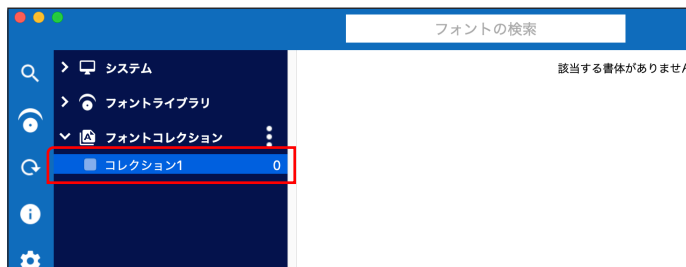 フォントの検索
システム
該当する書体がありませ
フォントライブラリ
フォントコレクション
コレクション1 0